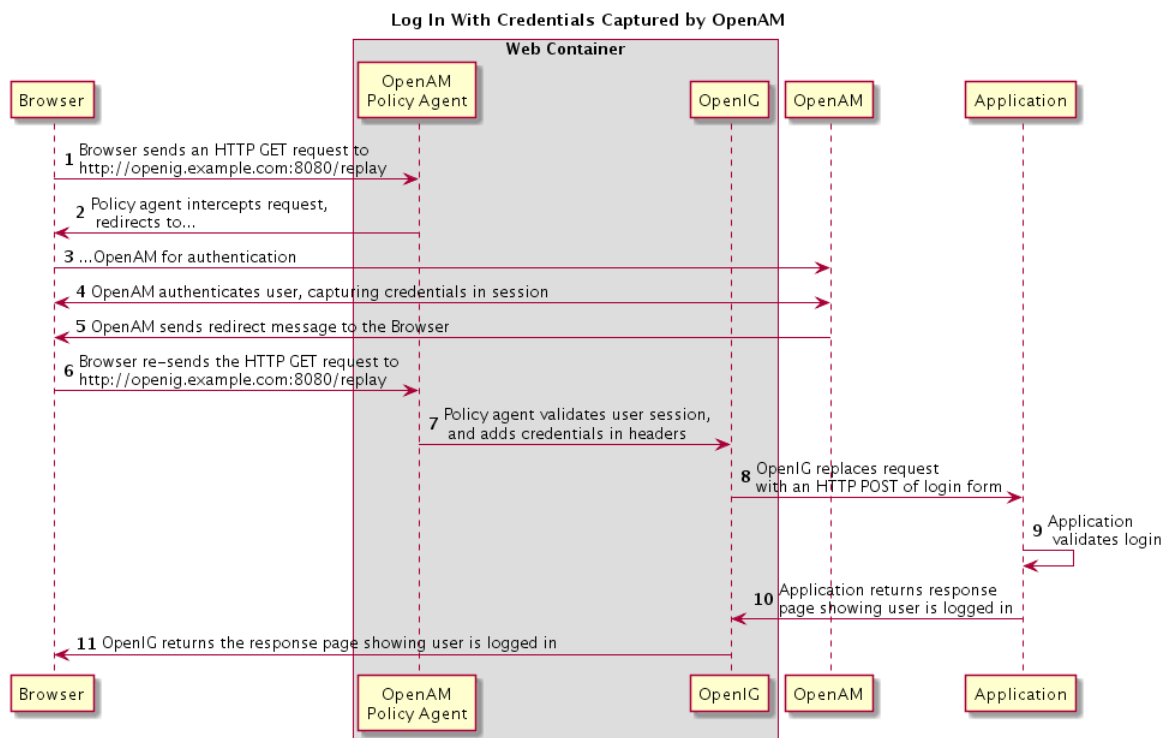 Log In With Credentials Captured by OpenAM
Web Container
Browser
OpenAM
Policy Agent
OpenIG
OpenAM
Application
1 Browser sends an HTTP GET request to
http://openig.example.com:8080/replay
2 Policy agent intercepts request,
redirects to...
3 ...OpenAM for authentication
4 OpenAM authenticates user, capturing credentials in session
5 OpenAM sends redirect message to the Browser
6 Browser re-sends the HTTP GET request to
http://openig.example.com:8080/replay
7 Policy agent validates user session,
and adds credentials in headers
8 OpenIG replaces request
with an HTTP POST of login form
9 Application
validates login
10 Application returns response
page showing user is logged in
11 OpenIG returns the response page showing user is logged in
Browser
OpenAM
Policy Agent
OpenIG
OpenAM
Application